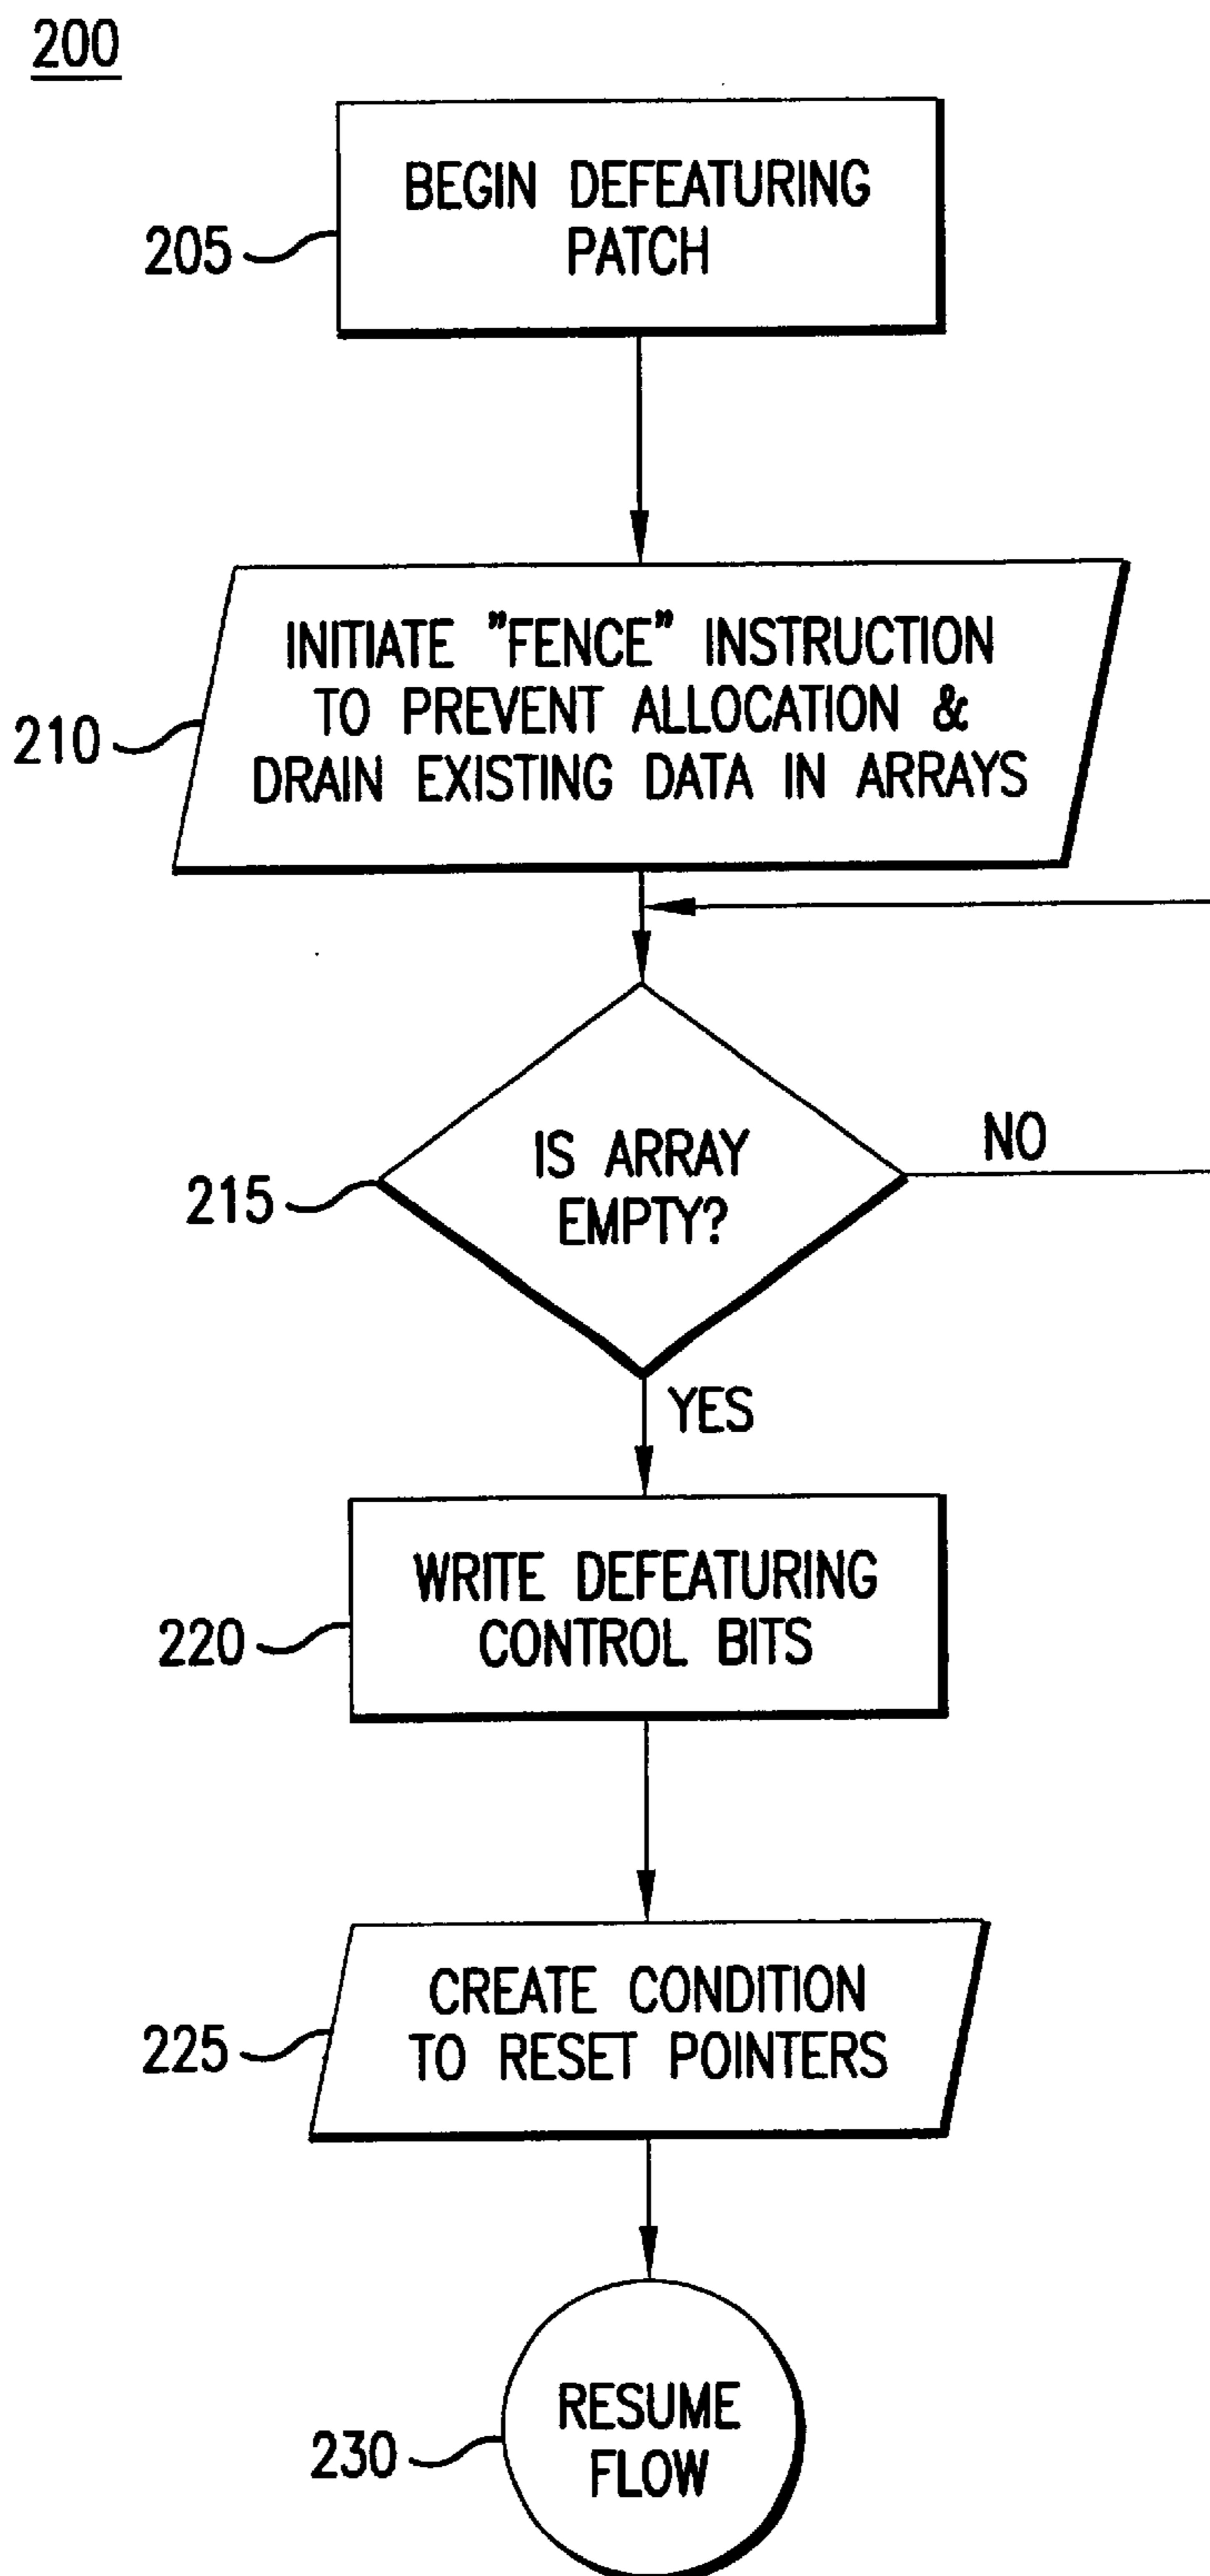 200
BEGIN DEFEATURING
PATCH
205
INITIATE "FENCE" INSTRUCTION
TO PREVENT ALLOCATION &
DRAIN EXISTING DATA IN ARRAYS
210
IS ARRAY
EMPTY?
NO
215
YES
WRITE DEFEATURING
CONTROL BITS
220
CREATE CONDITION
TO RESET POINTERS
225
RESUME
FLOW
230